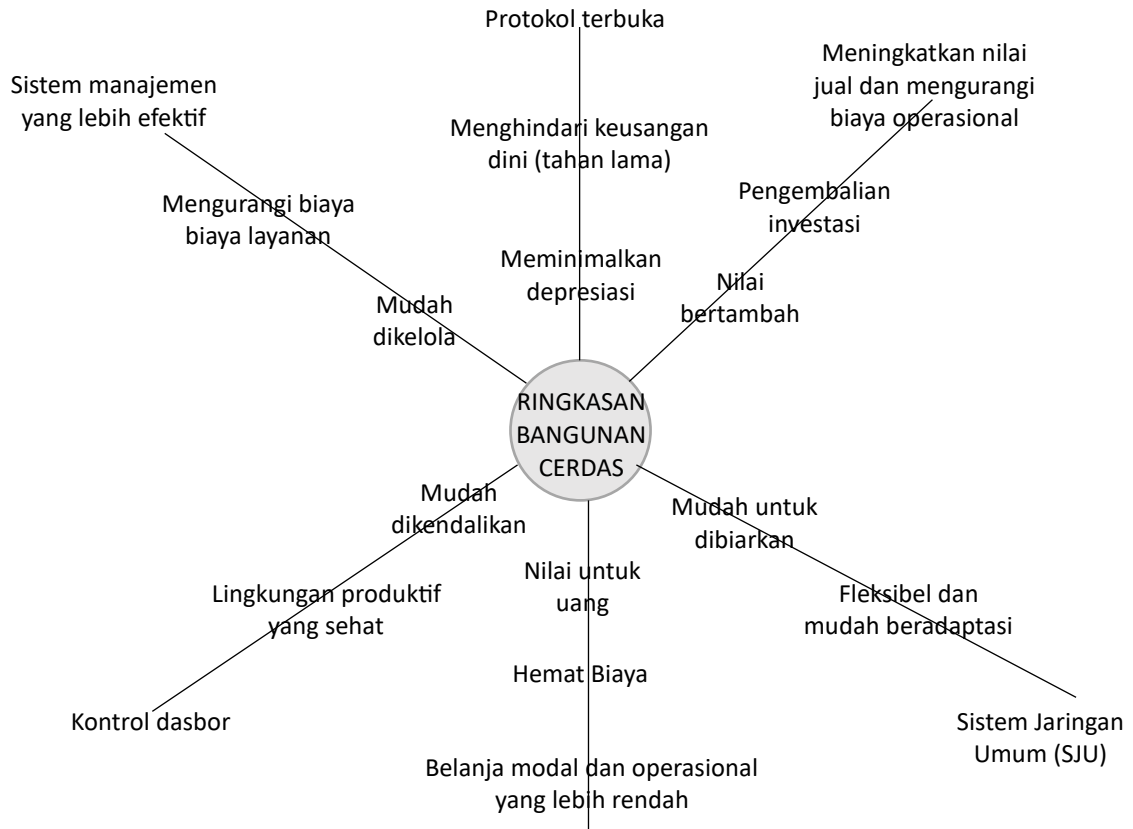 Protokol terbuka
Meningkatkan nilai
jual dan mengurangi
biaya operasional
Sistem manajemen
yang lebih efektif
Menghindari keusangan
dini (tahan lama)
Pengembalian
investasi
Mengurangi biaya
biaya layanan
Meminimalkan
depresiasi
Nilai
bertambah
Mudah
dikelola
RINGKASAN
BANGUNAN
CERDAS
Mudah
dikendalikan
Mudah untuk
dibiarkan
Nilai untuk
uang
Lingkungan produktif
yang sehat
Fleksibel dan
mudah beradaptasi
Hemat Biaya
Kontrol dasbor
Sistem Jaringan
Umum (SJU)
Belanja modal dan operasional
yang lebih rendah